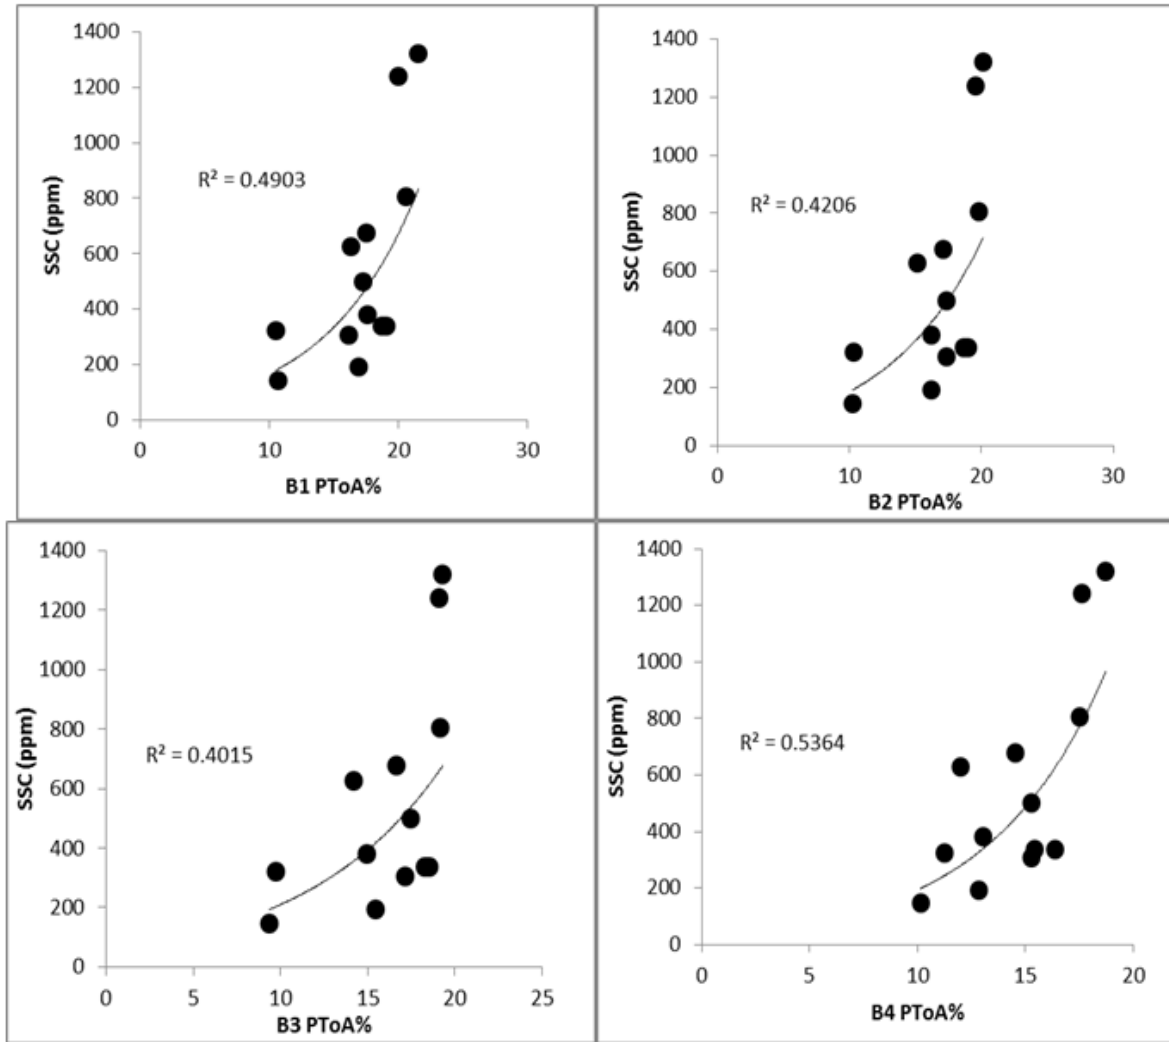 1400
1200
1000
800
600
400
200
0
SSC (ppm)
R² = 0.4903
0 10 20 30
B1 PToA%
1400
1200
1000
800
600
400
200
0
SSC (ppm)
R² = 0.4206
0 10 20 30
B2 PToA%
1400
1200
1000
800
600
400
200
0
SSC (ppm)
R² = 0.4015
0 5 10 15 20 25
B3 PToA%
1400
1200
1000
800
600
400
200
0
SSC (ppm)
R² = 0.5364
0 5 10 15 20
B4 PToA%